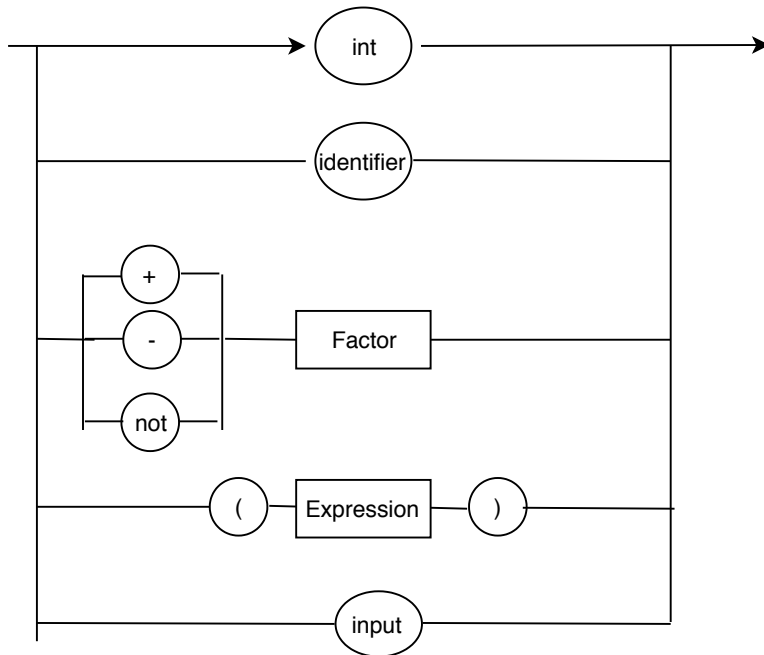 int
identifier
+
-
Factor
not
( Expression )
input